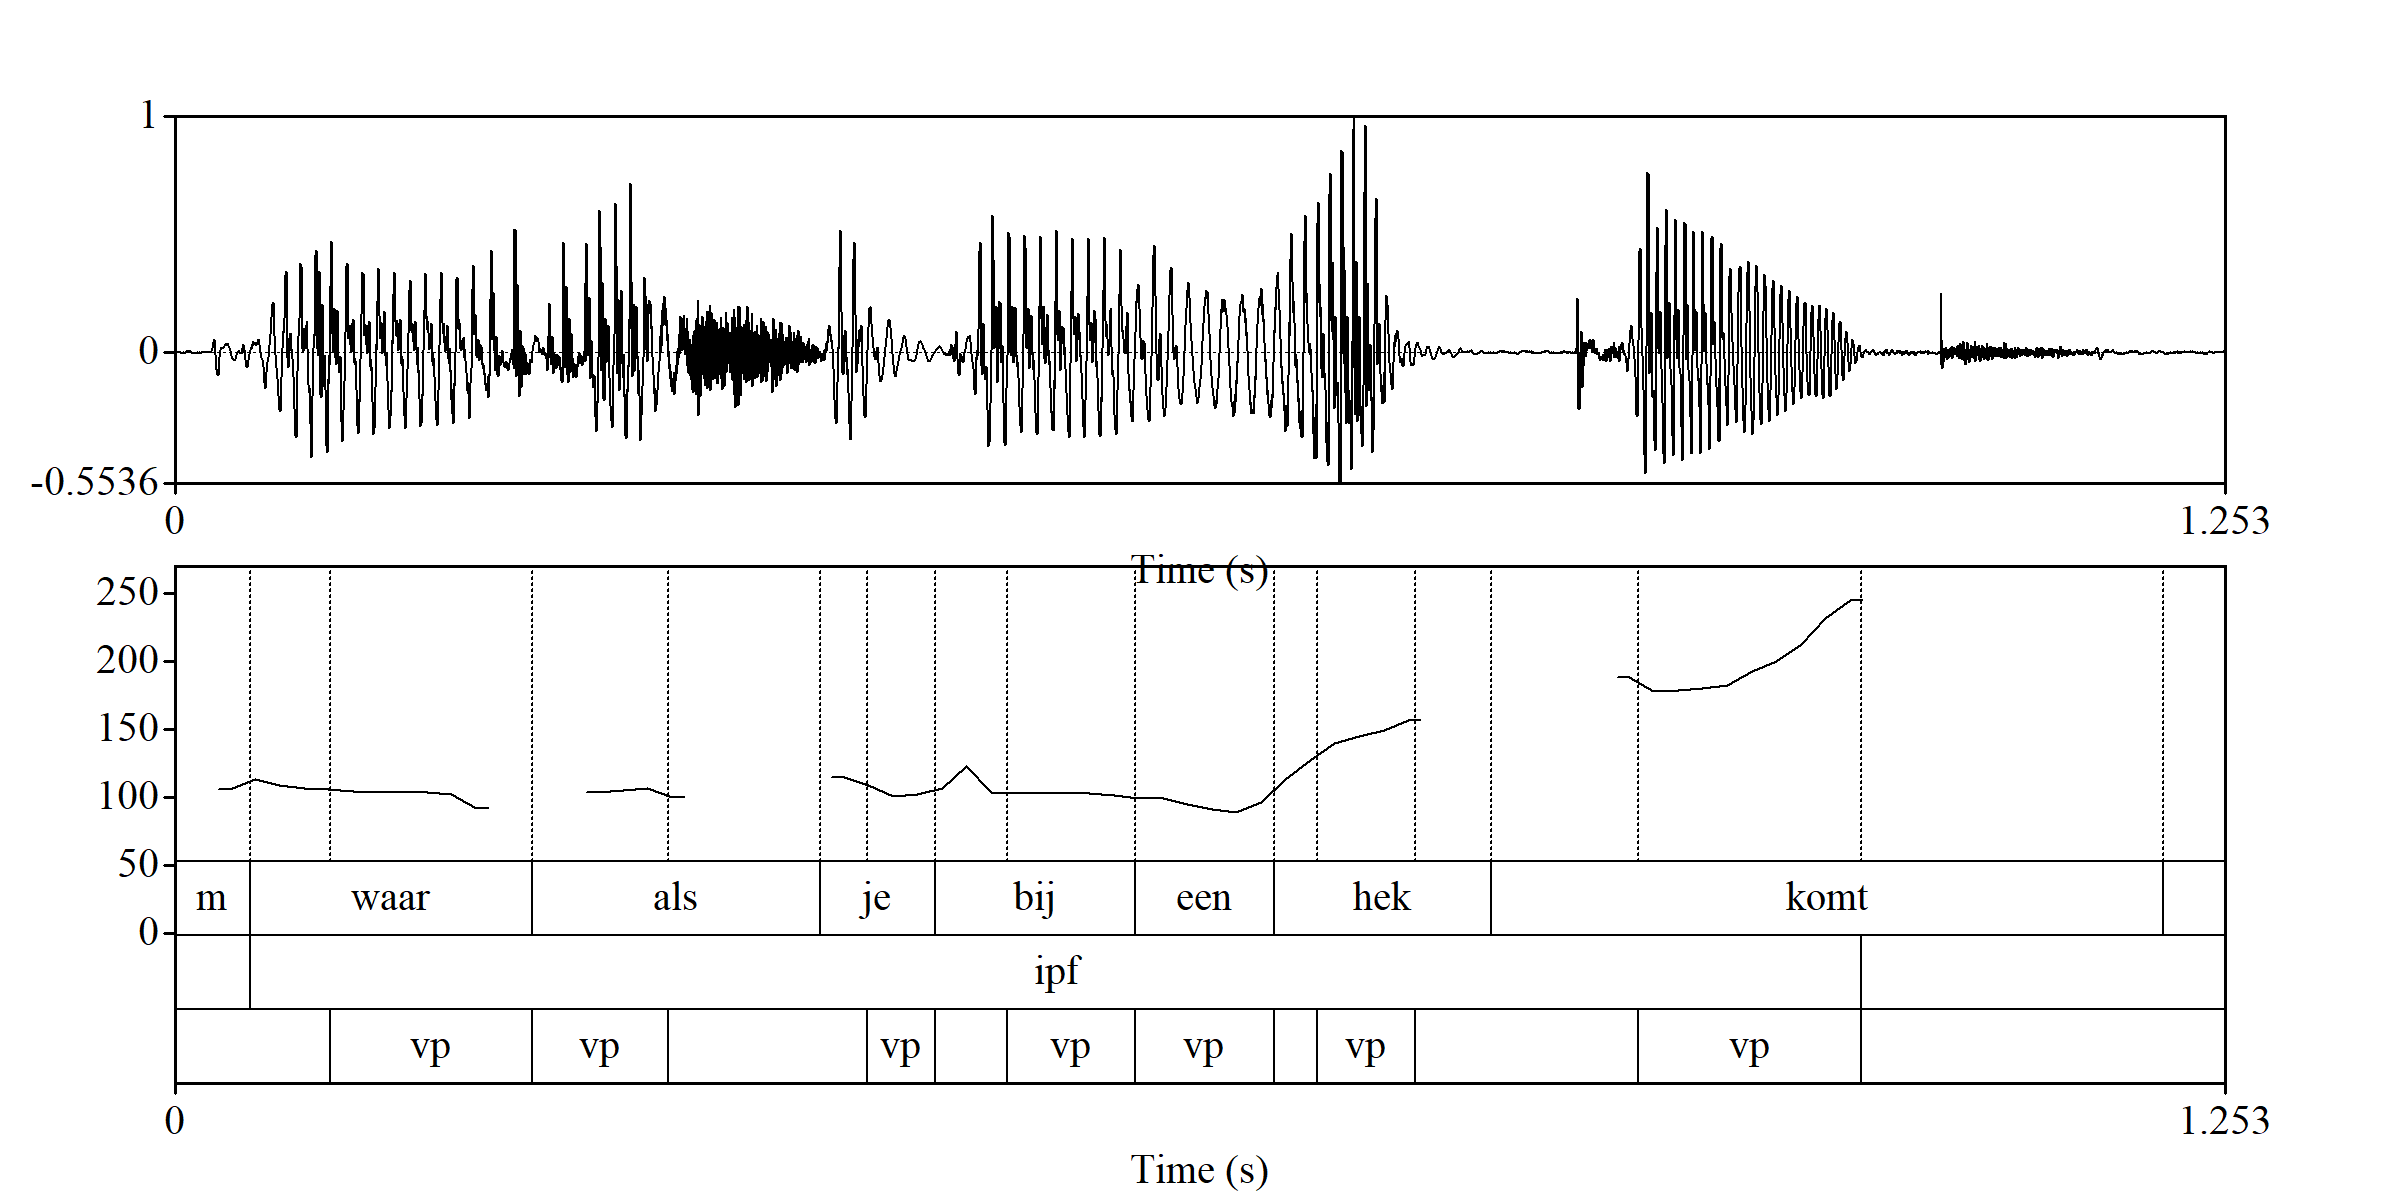 1
0
-0.5536
0 1.253
Time (s)
250
200
150
100
50
0
m waar als je bij een hek komt
ipf
vp vp vp vp vp vp vp
0 1.253
Time (s)